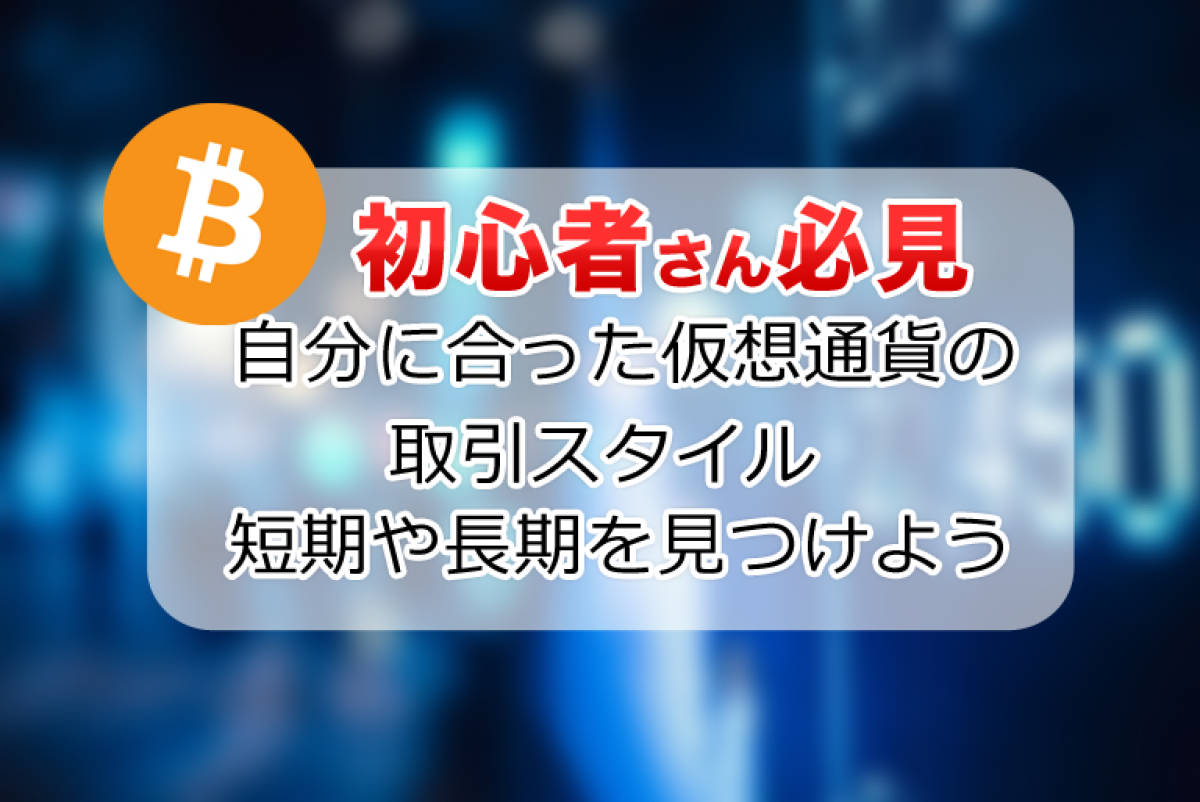 初心者さん必見
自分に合った仮想通貨の
取引スタイル
短期や長期を見つけよう